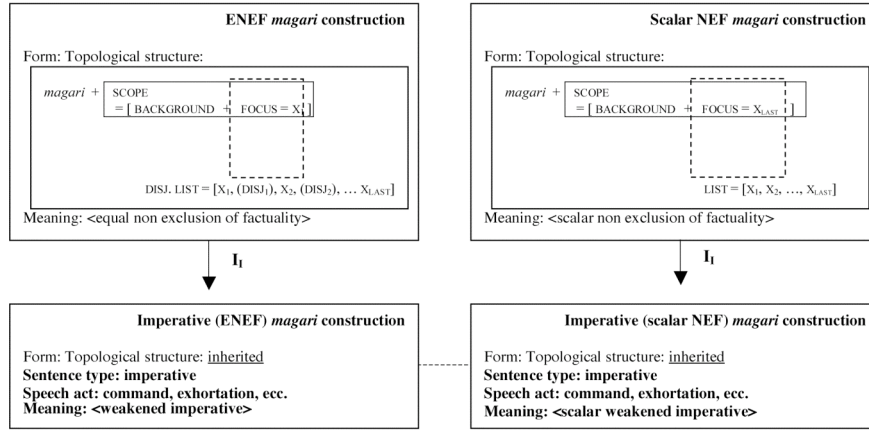 ENEF magari construction
Form: Topological structure:
magari + SCOPE
= [ BACKGROUND + FOCUS = X ]
DISJ. LIST = [X1, (DISJ1), X2, (DISJ2), … XLAST]
Meaning: <equal non exclusion of factuality>
II
Imperative (ENEF) magari construction
Form: Topological structure: inherited
Sentence type: imperative
Speech act: command, exhortation, ecc.
Meaning: <weakened imperative>
Scalar NEF magari construction
Form: Topological structure:
magari + SCOPE
= [ BACKGROUND + FOCUS = XLAST ]
LIST = [X1, X2, …, XLAST]
Meaning: <scalar non exclusion of factuality>
II
Imperative (scalar NEF) magari construction
Form: Topological structure: inherited
Sentence type: imperative
Speech act: command, exhortation, ecc.
Meaning: <scalar weakened imperative>